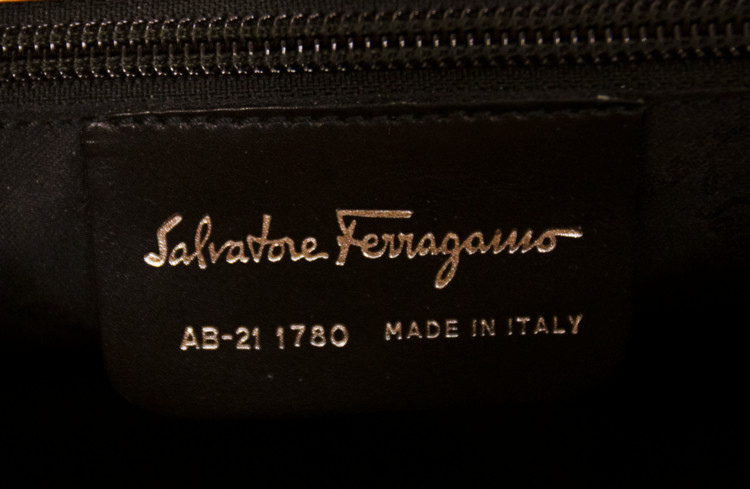 Salvatore Ferragamo
AB-21 1780 MADE IN ITALY